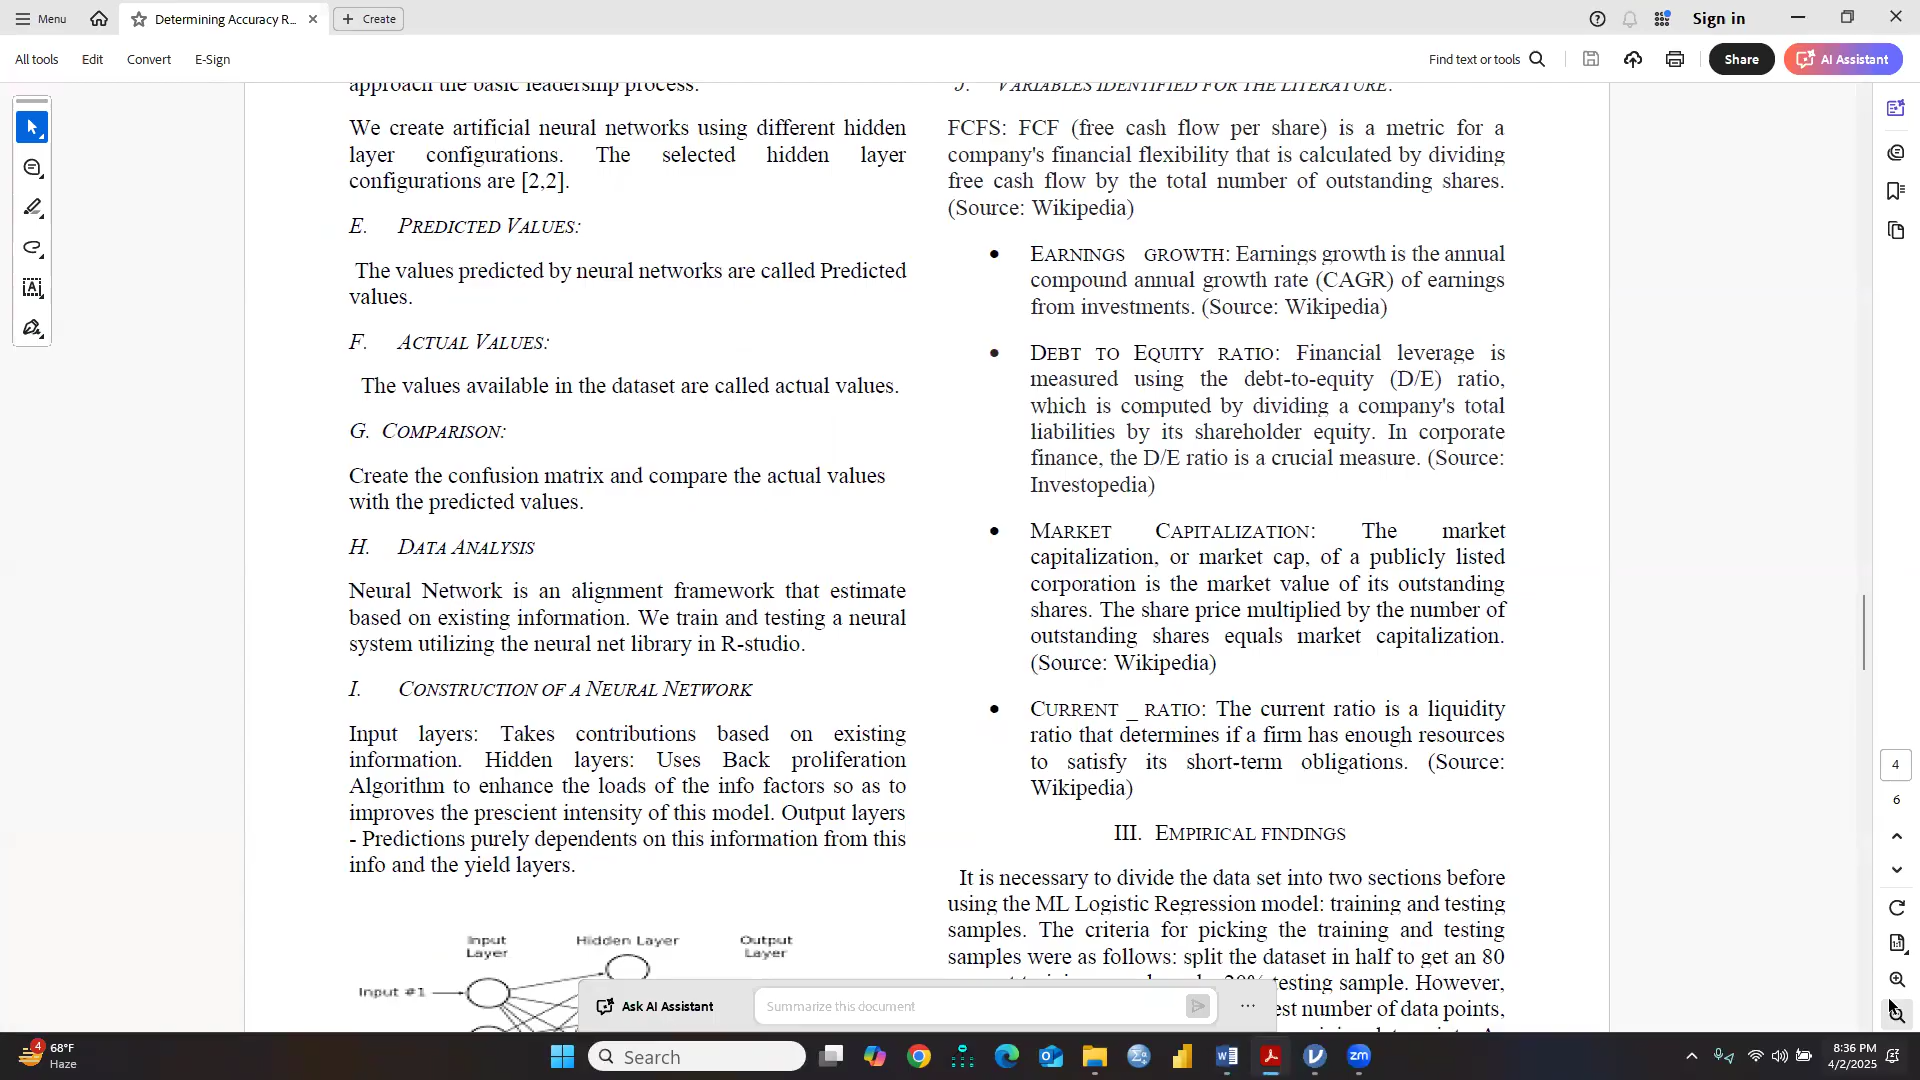 Menu
Determining Accuracy R...
Create
Sign in
All tools
Edit
Convert
E-Sign
Find text or tools
Share
AI Assistant
approach the basic leadership process.
We create artificial neural networks using different hidden
layer configurations. The selected hidden layer
configurations are [2,2].
E. PREDICTED VALUES:
The values predicted by neural networks are called Predicted
values.
F. ACTUAL VALUES:
The values available in the dataset are called actual values.
G. COMPARISON:
Create the confusion matrix and compare the actual values
with the predicted values.
H. DATA ANALYSIS
Neural Network is an alignment framework that estimate
based on existing information. We train and testing a neural
system utilizing the neural net library in R-studio.
I. CONSTRUCTION OF A NEURAL NETWORK
Input layers: Takes contributions based on existing
information. Hidden layers: Uses Back proliferation
Algorithm to enhance the loads of the info factors so as to
improves the prescient intensity of this model. Output layers
- Predictions purely dependents on this information from this
info and the yield layers.
Input Layer
Hidden Layer
Output Layer
Input #1
J. VARIABLES IDENTIFIED FOR THE LITERATURE:
FCFS: FCF (free cash flow per share) is a metric for a
company's financial flexibility that is calculated by dividing
free cash flow by the total number of outstanding shares.
(Source: Wikipedia)
• EARNINGS GROWTH: Earnings growth is the annual
compound annual growth rate (CAGR) of earnings
from investments. (Source: Wikipedia)
• DEBT TO EQUITY RATIO: Financial leverage is
measured using the debt-to-equity (D/E) ratio,
which is computed by dividing a company's total
liabilities by its shareholder equity. In corporate
finance, the D/E ratio is a crucial measure. (Source:
Investopedia)
• MARKET CAPITALIZATION: The market
capitalization, or market cap, of a publicly listed
corporation is the market value of its outstanding
shares. The share price multiplied by the number of
outstanding shares equals market capitalization.
(Source: Wikipedia)
• CURRENT _ RATIO: The current ratio is a liquidity
ratio that determines if a firm has enough resources
to satisfy its short-term obligations. (Source:
Wikipedia)
III. EMPIRICAL FINDINGS
It is necessary to divide the data set into two sections before
using the ML Logistic Regression model: training and testing
samples. The criteria for picking the training and testing
samples were as follows: split the dataset in half to get an 80
testing sample. However,
number of data points,
Ask AI Assistant
Summarize this document
4
6
4
68°F
Haze
Search
8:36 PM
4/2/2025